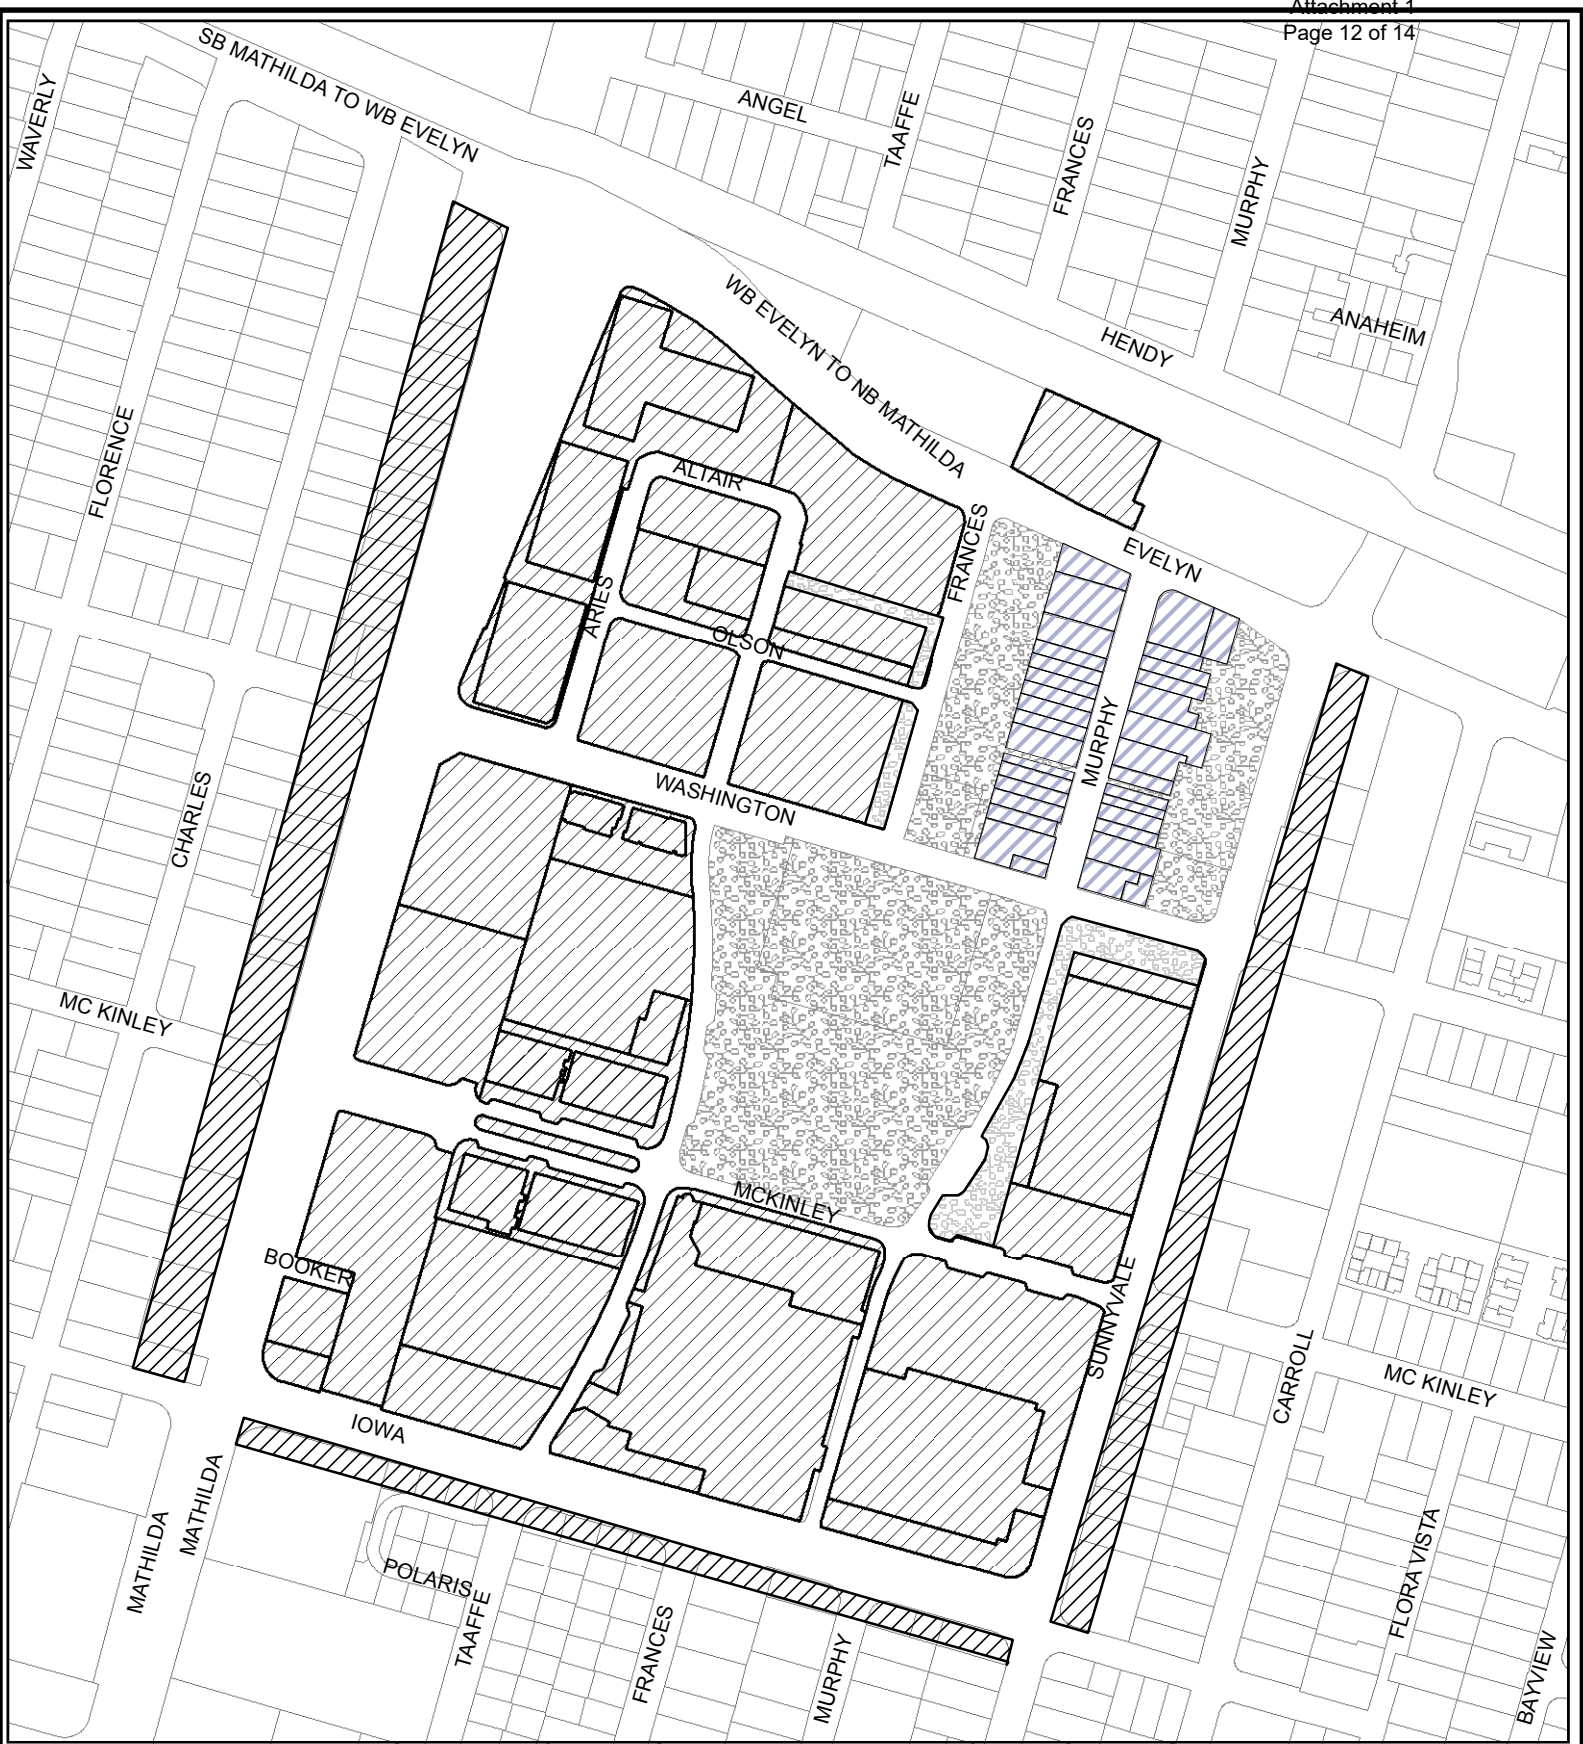 Attachment 1
Page 12 of 14
SB MATHILDA TO WB EVELYN
WAVERLY
ANGEL
TAAFFE
FRANCES
MURPHY
ANAHEIM
HENDY
WB EVELYN TO NB MATHILDA
FLORENCE
ALTAIR
FRANCES
EVELYN
ARIES
OLSON
MURPHY
WASHINGTON
CHARLES
MC KINLEY
MCKINLEY
BOOKER
SUNNYVALE
CARROLL
MC KINLEY
IOWA
MATHILDA
MATHILDA
POLARIS
TAAFFE
FRANCES
MURPHY
FLORA VISTA
BAYVIEW